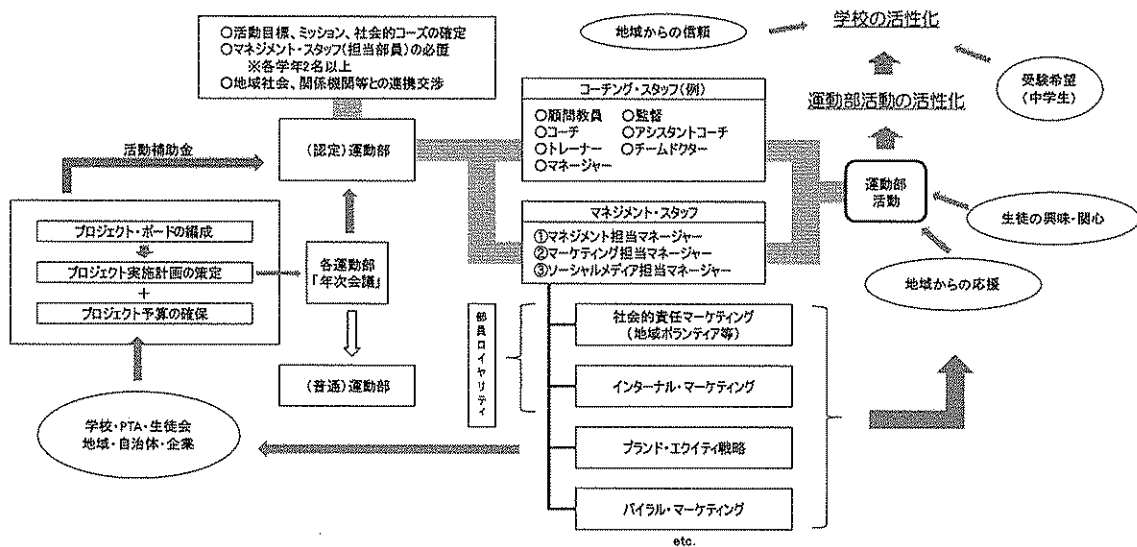 ○活動目標、ミッション、社会的コーズの確定
○マネジメント・スタッフ(担当部員)の必置
※各学年2名以上
○地域社会、関係機関等との連携交渉
地域からの信頼
学校の活性化
受験希望
(中学生)
運動部活動の活性化
コーチング・スタッフ(例)
○顧問教員 ○監督
○コーチ ○アシスタントコーチ
○トレーナー ○チームドクター
○マネージャー
活動補助金
(認定)運動部
運動部
活動
生徒の興味・関心
地域からの応援
マネジメント・スタッフ
①マネジメント担当マネージャー
②マーケティング担当マネージャー
③ソーシャルメディア担当マネージャー
プロジェクト・ボードの編成
プロジェクト実施計画の策定
+
プロジェクト予算の確保
各運動部
「年次会議」
(普通)運動部
学校・PTA・生徒会
地域・自治体・企業
部員ロイヤリティ
社会的責任マーケティング
(地域ボランティア等)
インターナル・マーケティング
ブランド・エクイティ戦略
バイラル・マーケティング
etc.